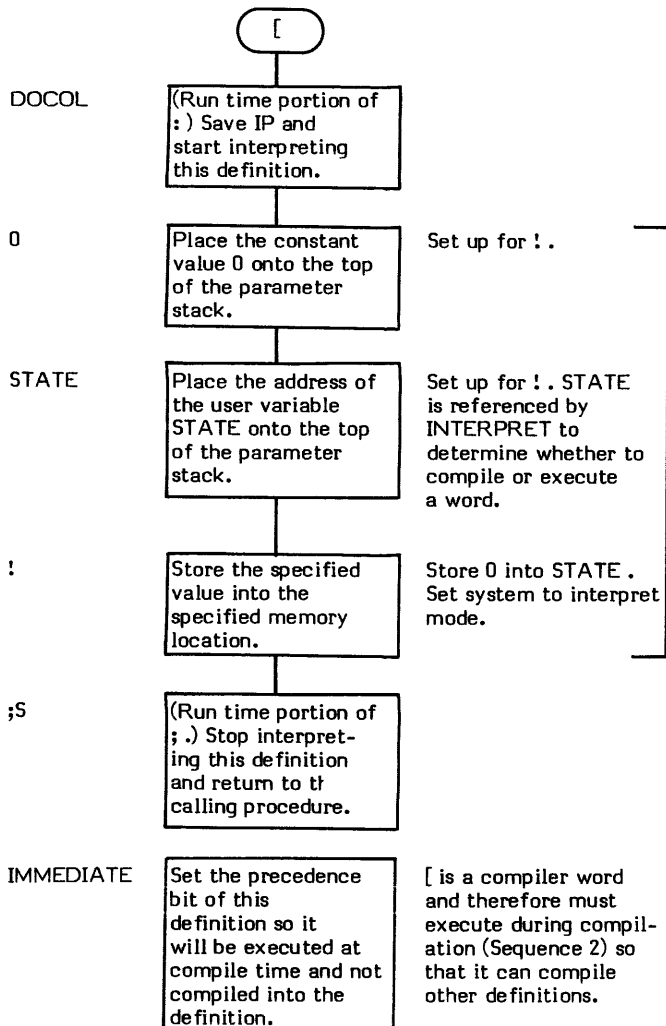 [
DOCOL
(Run time portion of
: ) Save IP and
start interpreting
this definition.
0
Place the constant
value 0 onto the top
of the parameter
stack.
Set up for ! .
STATE
Place the address of
the user variable
STATE onto the top
of the parameter
stack.
Set up for ! . STATE
is referenced by
INTERPRET to
determine whether to
compile or execute
a word.
!
Store the specified
value into the
specified memory
location.
Store 0 into STATE .
Set system to interpret
mode.
;S
(Run time portion of
; .) Stop interpret-
ing this definition
and return to
calling procedure.
IMMEDIATE
Set the precedence
bit of this
definition so it
will be executed at
compile time and not
compiled into the
definition.
[ is a compiler word
and therefore must
execute during compil-
ation (Sequence 2) so
that it can compile
other definitions.